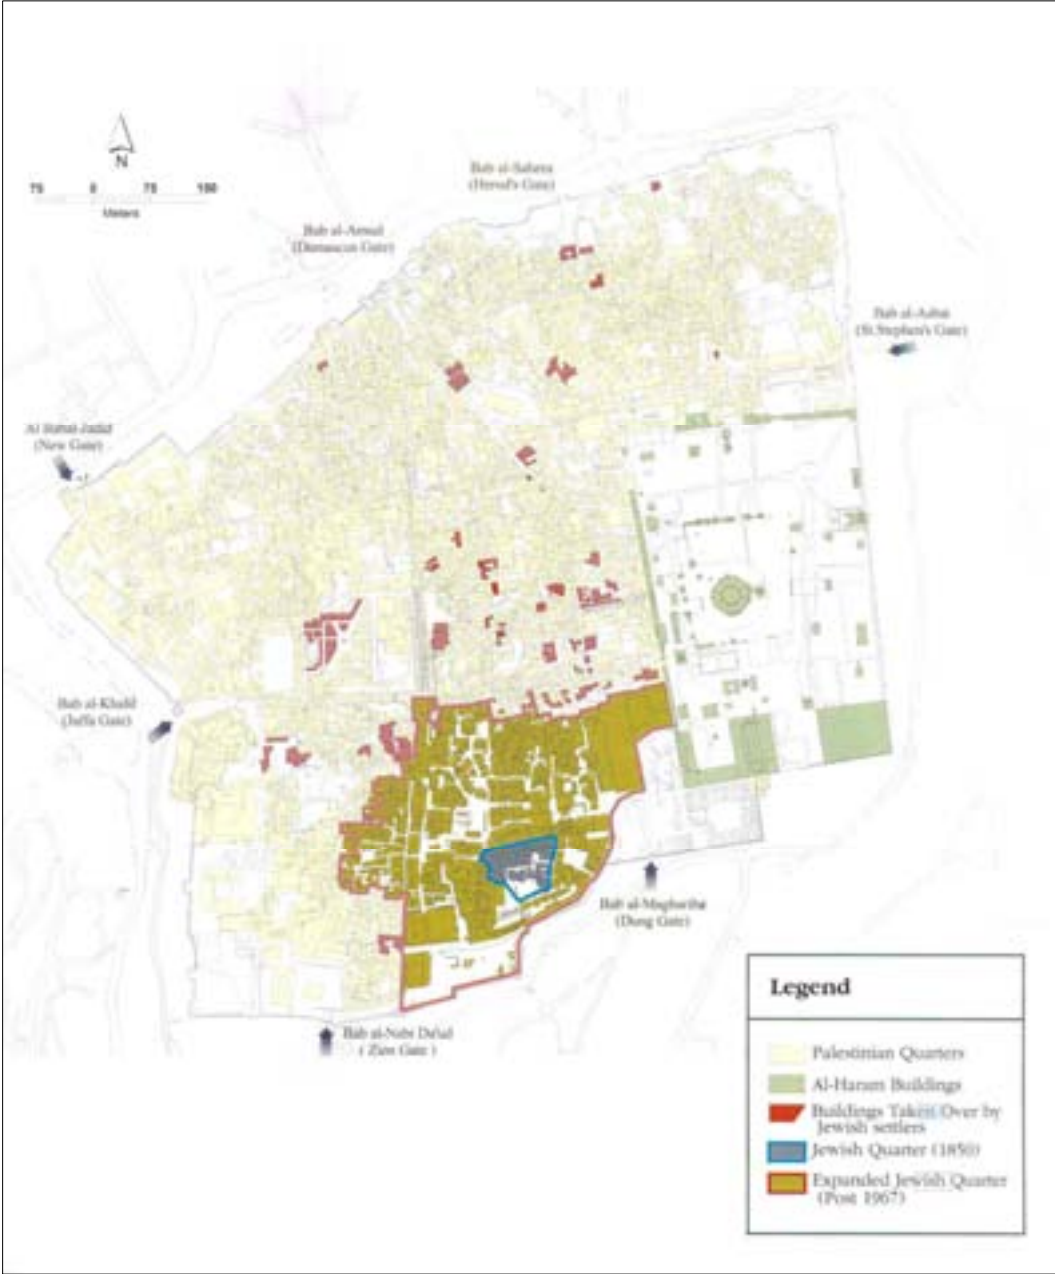 N
75 0 75 150
Meters
Bab al-Sahera
(Herod's Gate)
Bab al-Amud
(Damascus Gate)
Bab al-Asbat
(St.Stephen's Gate)
(New Gate)
Bab al-Khalil
(Jaffa Gate)
Bab al-Magharibe
(Dung Gate)
Bab al-Nabi Da'ud
( Zion Gate )
Legend
Palestinian Quarters
Al-Haram Buildings
Buildings Taken Over by
Jewish settlers
Jewish Quarter (1850)
Expanded Jewish Quarter
(Post 1967)